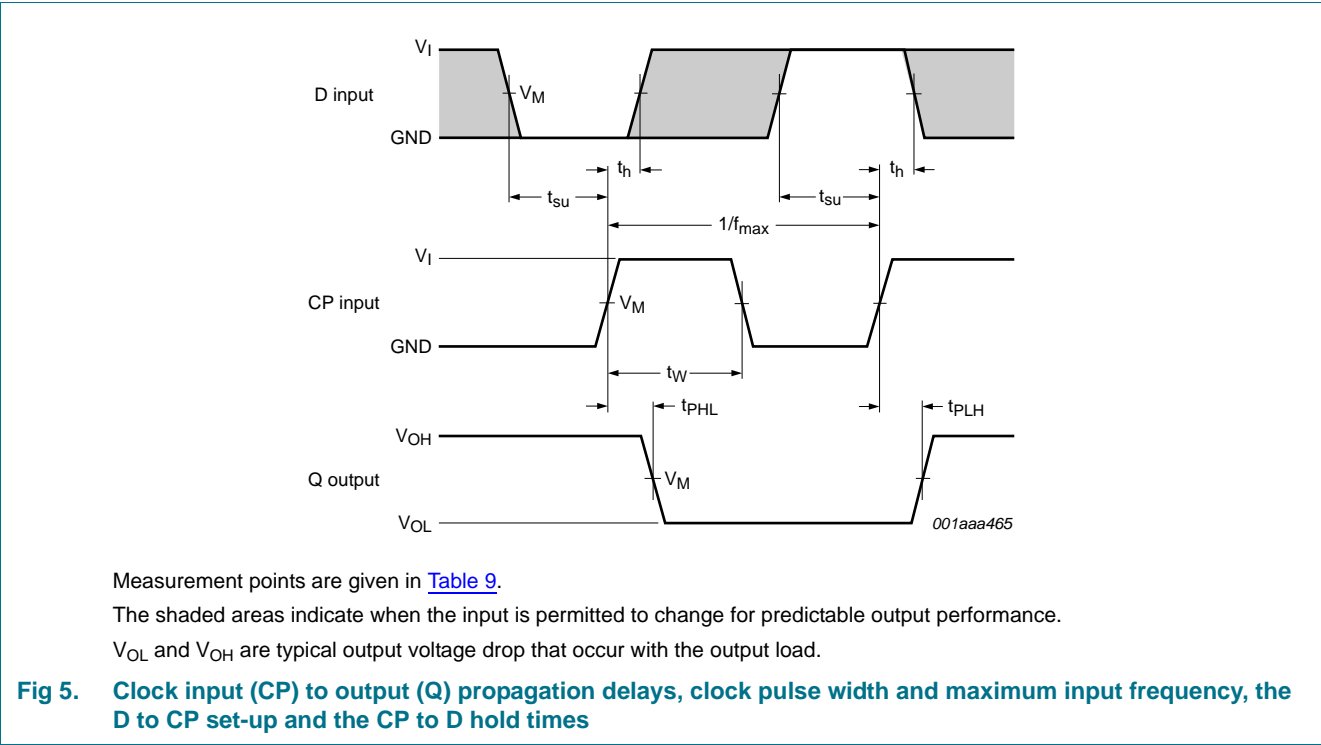 VI
D input
VM
GND
th
th
tsu
tsu
1/fmax
VI
CP input
VM
GND
tW
tPHL
tPLH
VOH
Q output
VM
VOL
001aaa465
Measurement points are given in Table 9.
The shaded areas indicate when the input is permitted to change for predictable output performance.
VOL and VOH are typical output voltage drop that occur with the output load.
Fig 5. Clock input (CP) to output (Q) propagation delays, clock pulse width and maximum input frequency, the
D to CP set-up and the CP to D hold times